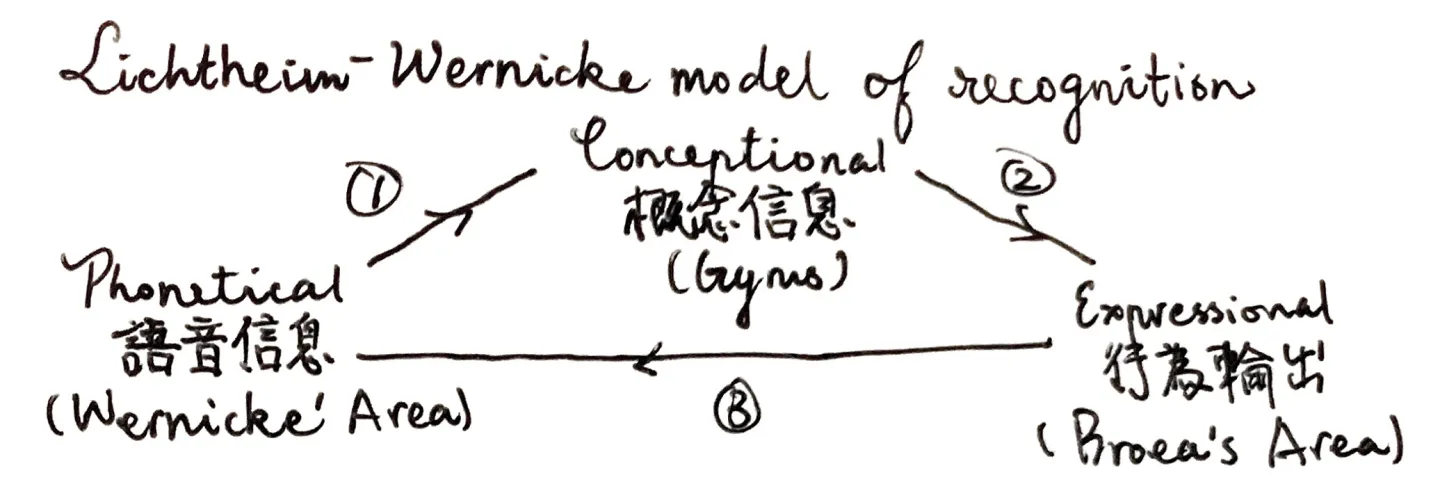 Lichtheim-Wernicke model of recognition
①
Conceptional
②
概念信息
(Gyrus)
Phonetical
語音信息
(Wernicke' Area)
③
Expressional
行為輸出
(Broca's Area)